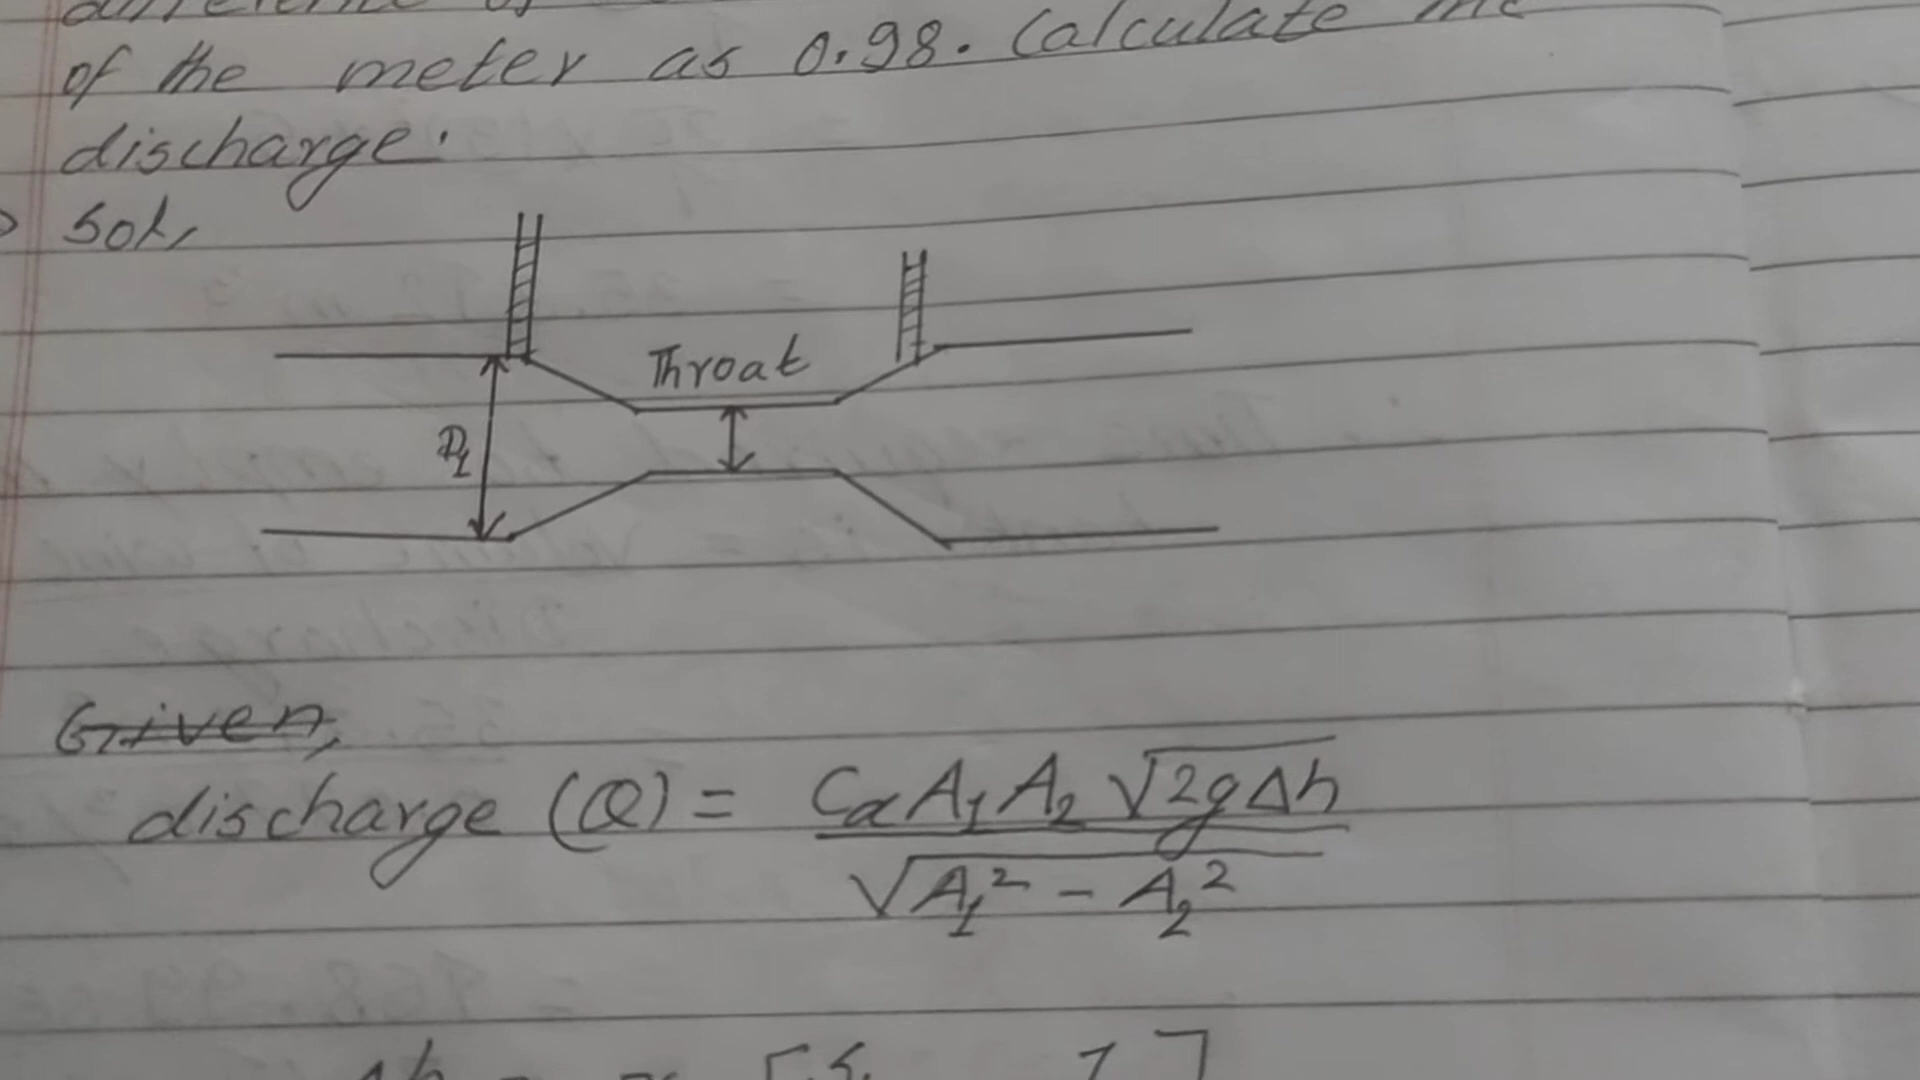 of the meter as 0.98. Calculate the
discharge.
Sol,
Throat
D1
Given,
discharge (Q) = CdA1A2√2gΔh / √A1² - A2²